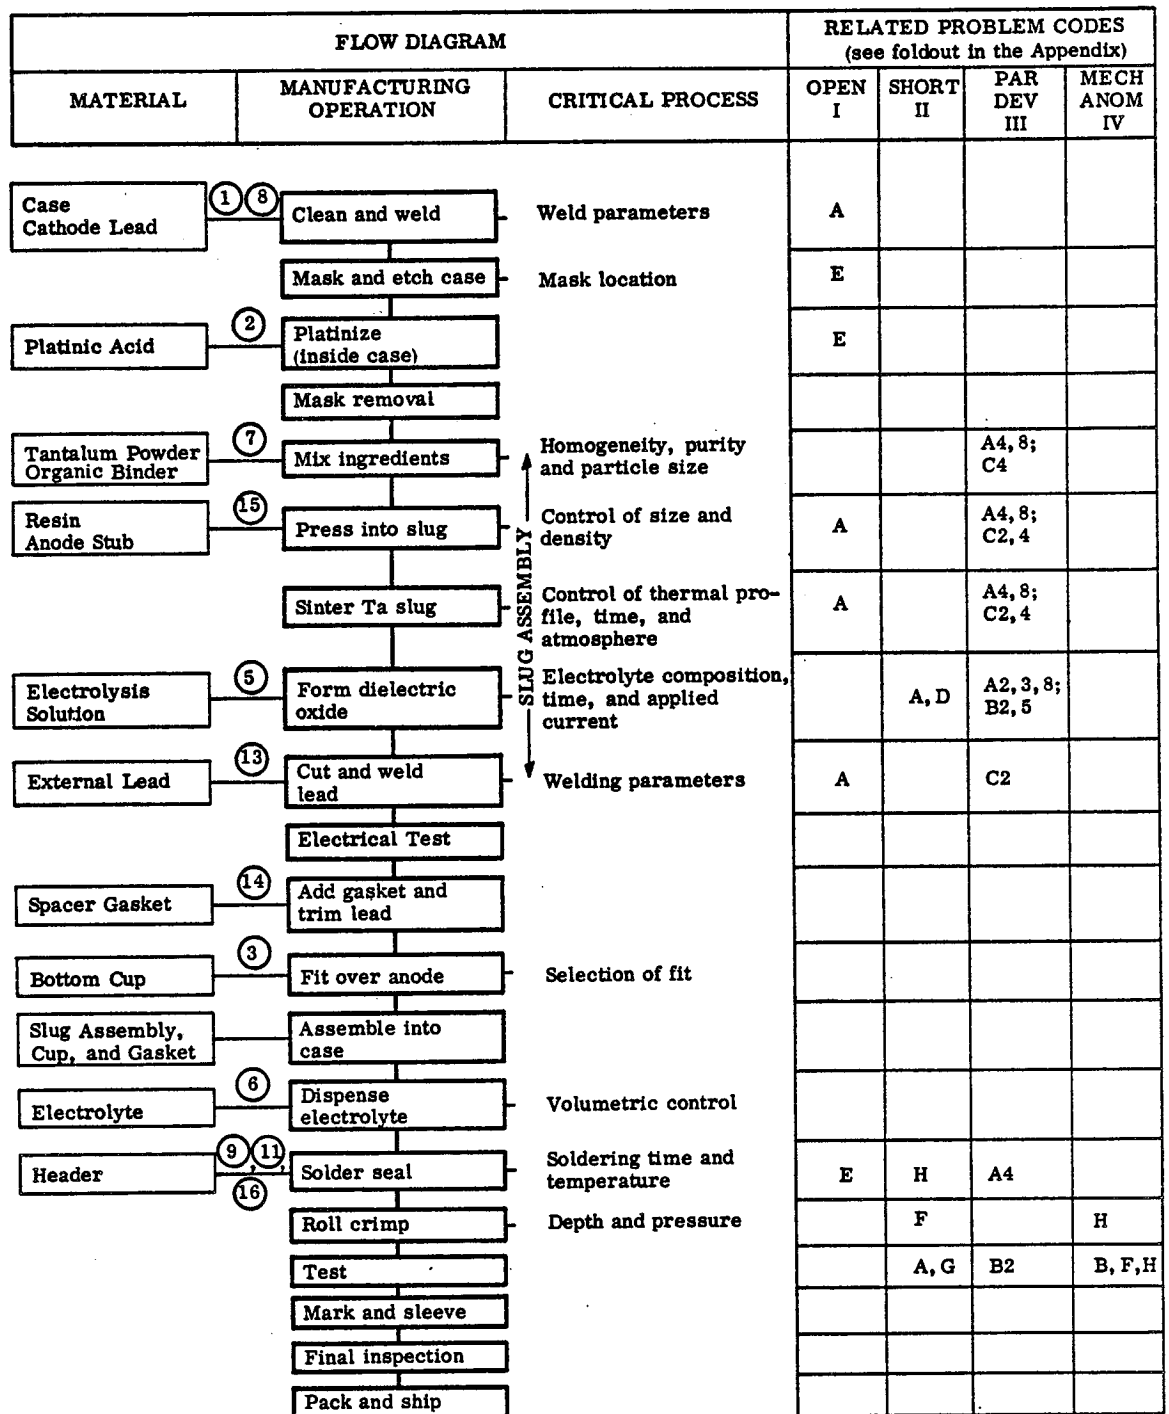 FLOW DIAGRAM
RELATED PROBLEM CODES
(see foldout in the Appendix)
MATERIAL
MANUFACTURING
OPERATION
CRITICAL PROCESS
OPEN
I
SHORT
II
PAR
DEV
III
MECH
ANOM
IV
Case
Cathode Lead
1
8
Clean and weld
Weld parameters
A
Mask and etch case
Mask location
E
Platinic Acid
2
Platinize
(inside case)
E
Mask removal
Tantalum Powder
Organic Binder
7
Mix ingredients
Homogeneity, purity
and particle size
A4, 8;
C4
Resin
Anode Stub
15
Press into slug
Control of size and
density
A
A4, 8;
C2, 4
SLUG ASSEMBLY
Sinter Ta slug
Control of thermal pro-
file, time, and
atmosphere
A
A4, 8;
C2, 4
Electrolysis
Solution
5
Form dielectric
oxide
Electrolyte composition,
time, and applied
current
A, D
A2, 3, 8;
B2, 5
External Lead
13
Cut and weld
lead
Welding parameters
A
C2
Electrical Test
Spacer Gasket
14
Add gasket and
trim lead
Bottom Cup
3
Fit over anode
Selection of fit
Slug Assembly,
Cup, and Gasket
Assemble into
case
Electrolyte
6
Dispense
electrolyte
Volumetric control
Header
9, 11,
16
Solder seal
Soldering time and
temperature
E
H
A4
Roll crimp
Depth and pressure
F
H
Test
A, G
B2
B, F, H
Mark and sleeve
Final inspection
Pack and ship